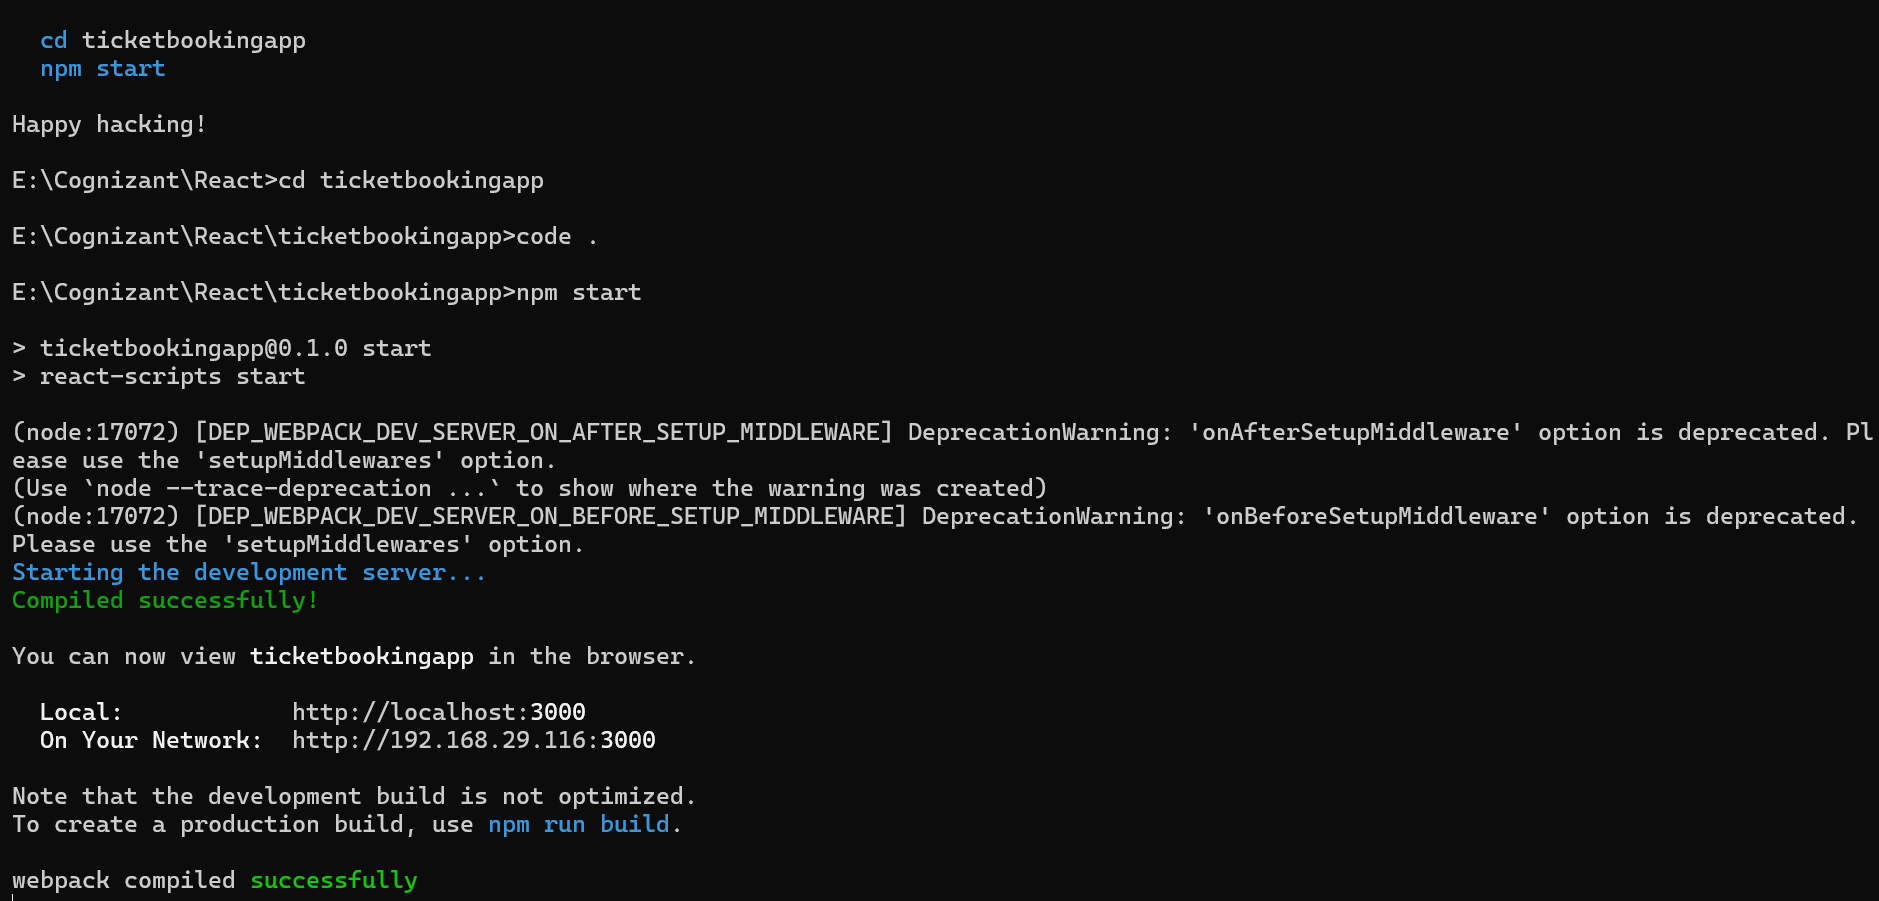 cd ticketbookingapp
npm start
Happy hacking!
E:\Cognizant\React>cd ticketbookingapp
E:\Cognizant\React\ticketbookingapp>code .
E:\Cognizant\React\ticketbookingapp>npm start
> ticketbookingapp@0.1.0 start
> react-scripts start
(node:17072) [DEP_WEBPACK_DEV_SERVER_ON_AFTER_SETUP_MIDDLEWARE] DeprecationWarning: 'onAfterSetupMiddleware' option is deprecated. Pl
ease use the 'setupMiddlewares' option.
(Use `node --trace-deprecation ...` to show where the warning was created)
(node:17072) [DEP_WEBPACK_DEV_SERVER_ON_BEFORE_SETUP_MIDDLEWARE] DeprecationWarning: 'onBeforeSetupMiddleware' option is deprecated.
Please use the 'setupMiddlewares' option.
Starting the development server...
Compiled successfully!
You can now view ticketbookingapp in the browser.
Local:            http://localhost:3000
On Your Network:  http://192.168.29.116:3000
Note that the development build is not optimized.
To create a production build, use npm run build.
webpack compiled successfully